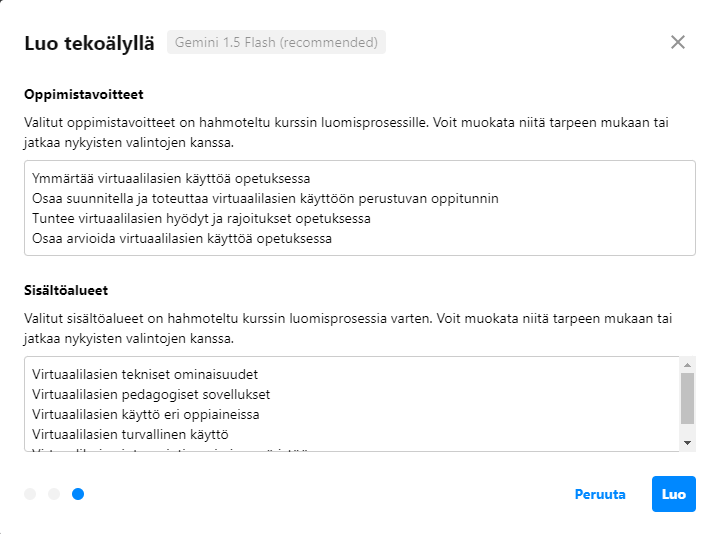 Luo tekoälyllä Gemini 1.5 Flash (recommended)
Oppimistavoitteet
Valitut oppimistavoitteet on hahmoteltu kurssin luomisprosessille. Voit muokata niitä tarpeen mukaan tai
jatkaa nykyisten valintojen kanssa.
Ymmärtää virtuaalilasien käyttöä opetuksessa
Osaa suunnitella ja toteuttaa virtuaalilasien käyttöön perustuvan oppitunnin
Tuntee virtuaalilasien hyödyt ja rajoitukset opetuksessa
Osaa arvioida virtuaalilasien käyttöä opetuksessa
Sisältöalueet
Valitut sisältöalueet on hahmoteltu kurssin luomisprosessia varten. Voit muokata niitä tarpeen mukaan tai
jatkaa nykyisten valintojen kanssa.
Virtuaalilasien tekniset ominaisuudet
Virtuaalilasien pedagogiset sovellukset
Virtuaalilasien käyttö eri oppiaineissa
Virtuaalilasien turvallinen käyttö
Peruuta Luo